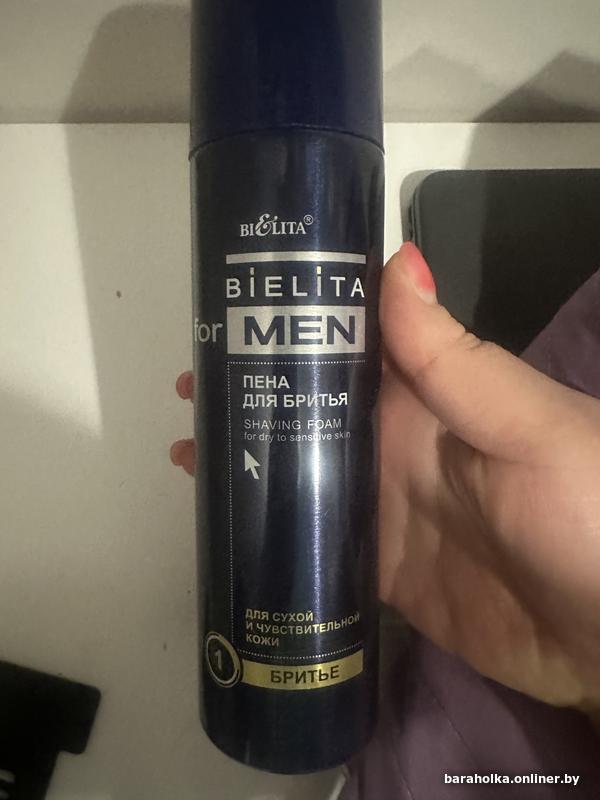 BIELITA®
BiELiTA
for MEN
ПЕНА
ДЛЯ БРИТЬЯ
SHAVING FOAM
for dry to sensitive skin
ДЛЯ СУХОЙ
И ЧУВСТВИТЕЛЬНОЙ
КОЖИ
1
БРИТЬЕ
baraholka.onliner.by